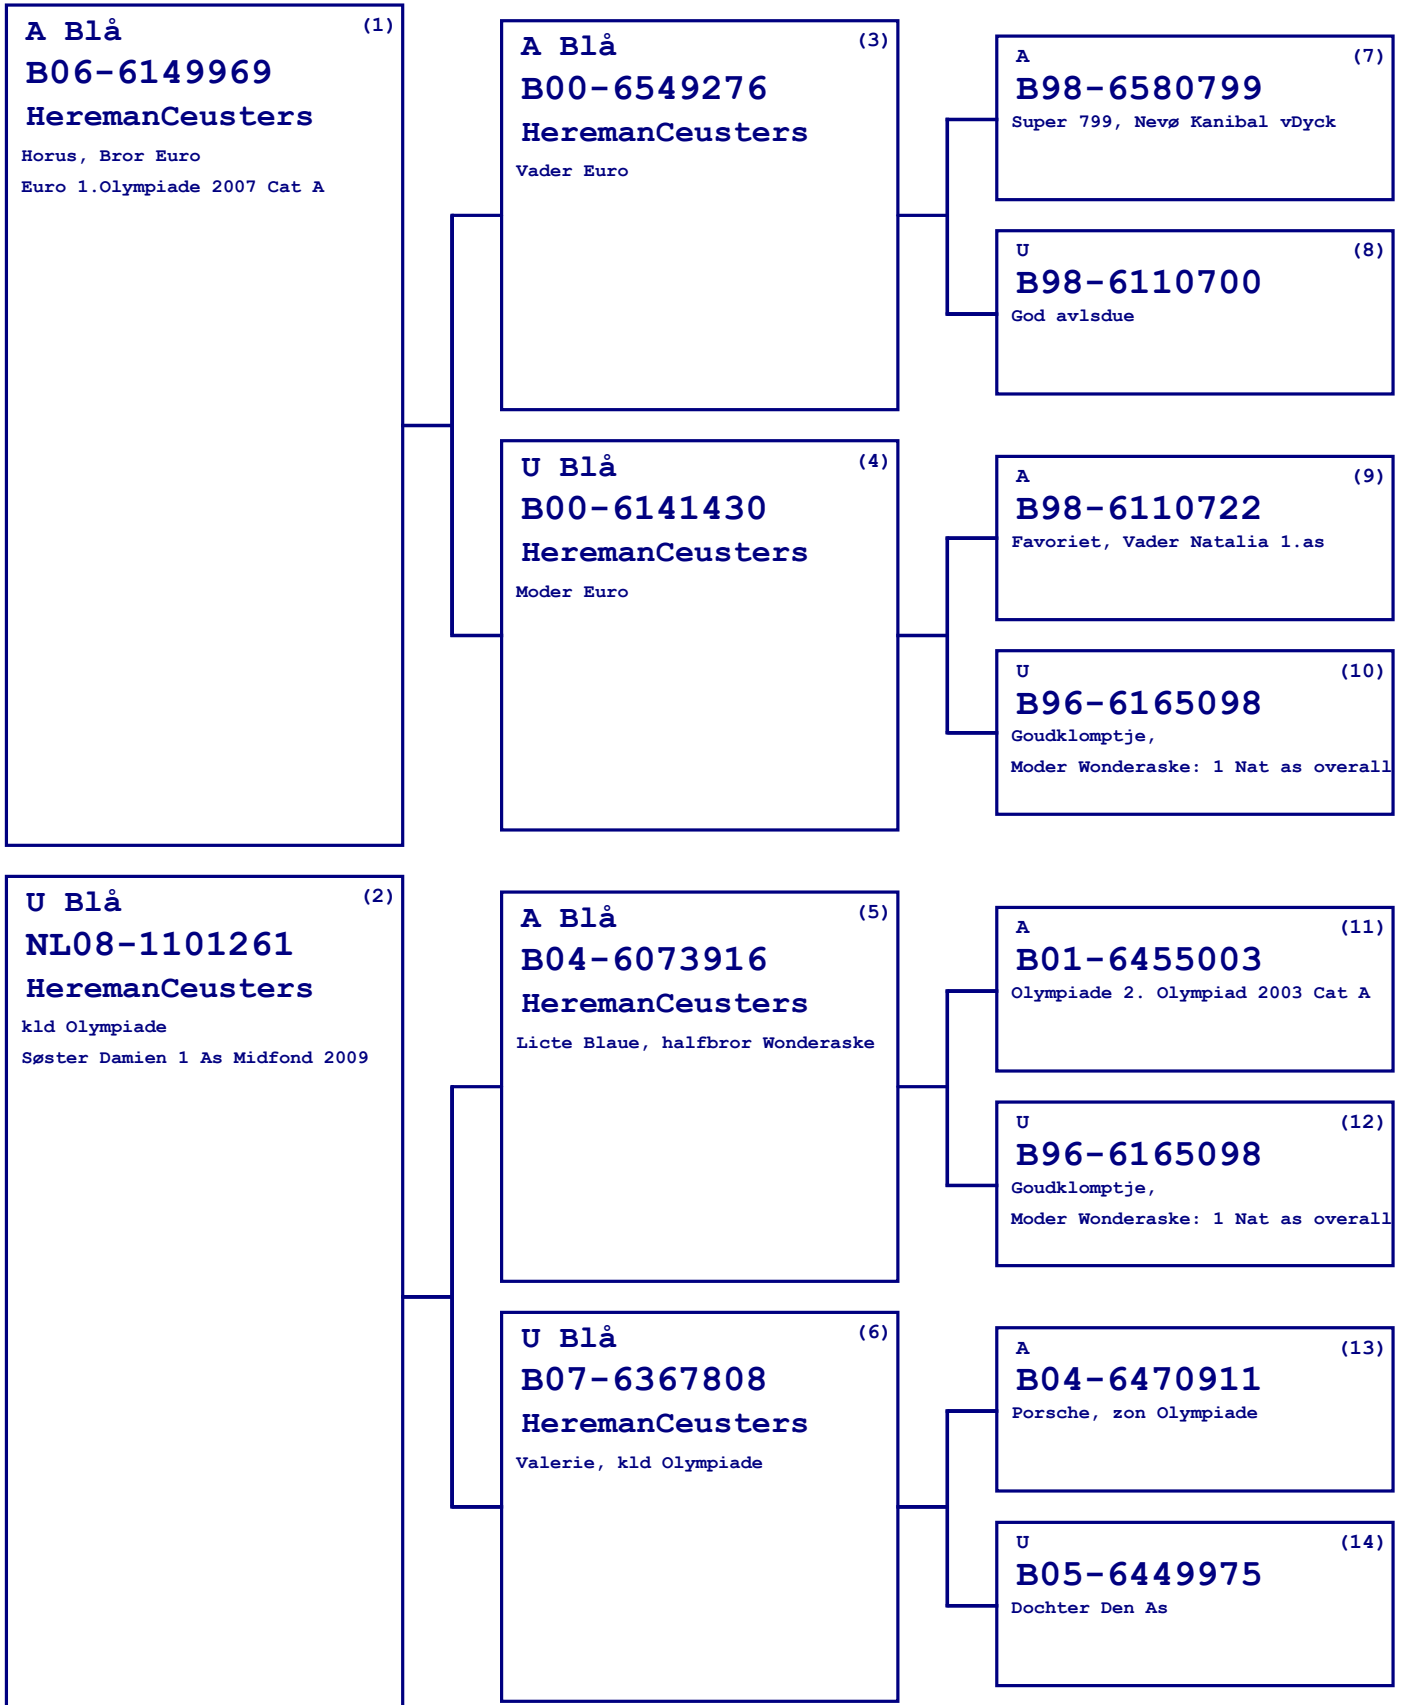 A Blå (1)
B06-6149969
HeremanCeusters
Horus, Bror Euro
Euro 1.Olympiade 2007 Cat A
A Blå (3)
B00-6549276
HeremanCeusters
Vader Euro
A (7)
B98-6580799
Super 799, Nevø Kanibal vDyck
U (8)
B98-6110700
God avlsdue
U Blå (4)
B00-6141430
HeremanCeusters
Moder Euro
A (9)
B98-6110722
Favoriet, Vader Natalia 1.as
U (10)
B96-6165098
Goudklomptje,
Moder Wonderaske: 1 Nat as overall
U Blå (2)
NL08-1101261
HeremanCeusters
kld Olympiade
Søster Damien 1 As Midfond 2009
A Blå (5)
B04-6073916
HeremanCeusters
Licte Blaue, halfbror Wonderaske
A (11)
B01-6455003
Olympiade 2. Olympiad 2003 Cat A
U (12)
B96-6165098
Goudklomptje,
Moder Wonderaske: 1 Nat as overall
U Blå (6)
B07-6367808
HeremanCeusters
Valerie, kld Olympiade
A (13)
B04-6470911
Porsche, zon Olympiade
U (14)
B05-6449975
Dochter Den As